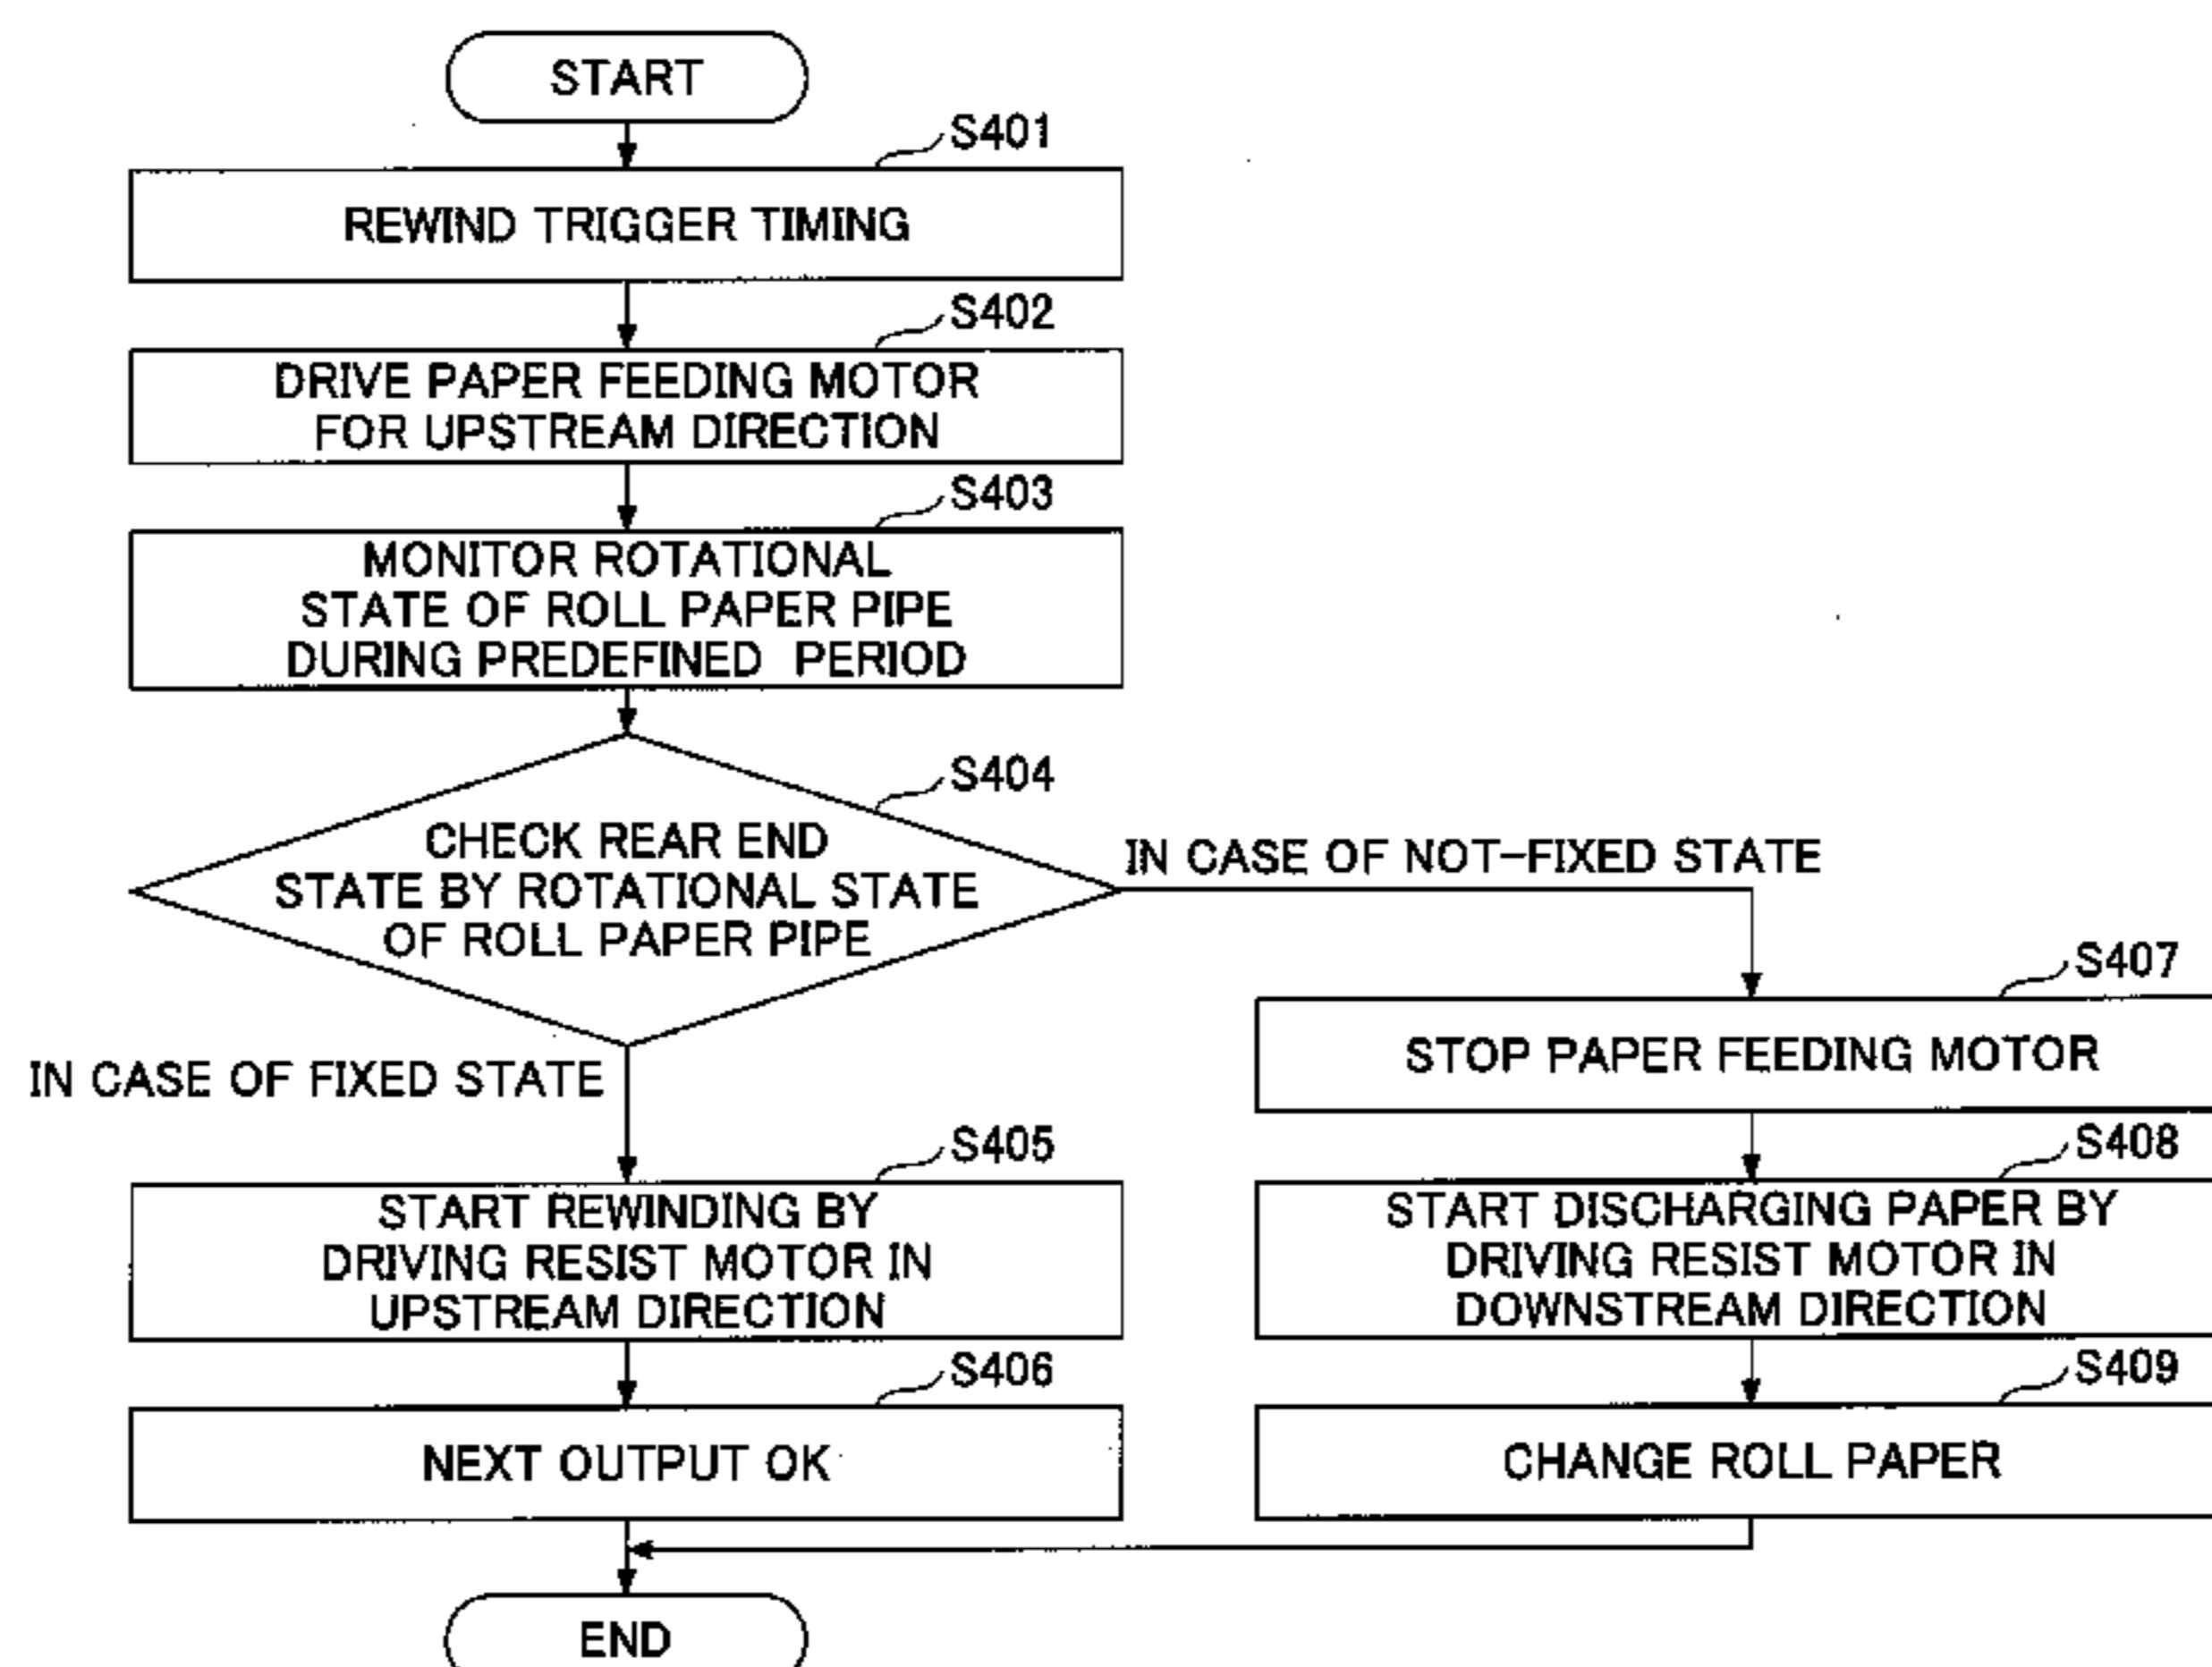 START
S401
REWIND TRIGGER TIMING
S402
DRIVE PAPER FEEDING MOTOR
FOR UPSTREAM DIRECTION
S403
MONITOR ROTATIONAL
STATE OF ROLL PAPER PIPE
DURING PREDEFINED PERIOD
S404
CHECK REAR END
STATE BY ROTATIONAL STATE
OF ROLL PAPER PIPE
IN CASE OF NOT-FIXED STATE
IN CASE OF FIXED STATE
S405
START REWINDING BY
DRIVING RESIST MOTOR IN
UPSTREAM DIRECTION
S406
NEXT OUTPUT OK
S407
STOP PAPER FEEDING MOTOR
S408
START DISCHARGING PAPER BY
DRIVING RESIST MOTOR IN
DOWNSTREAM DIRECTION
S409
CHANGE ROLL PAPER
END